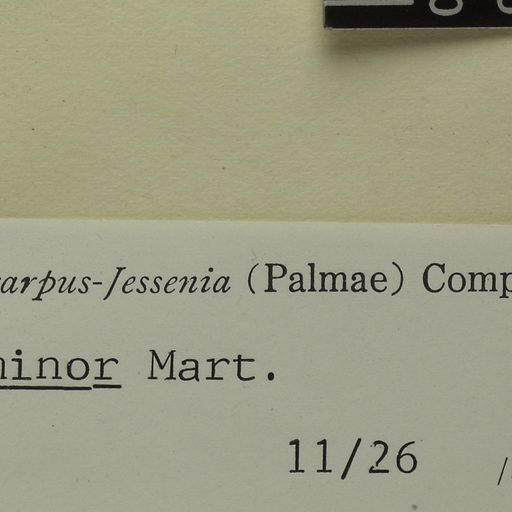 arpus-Jessenia (Palmae) Comp
minor Mart.
11/26